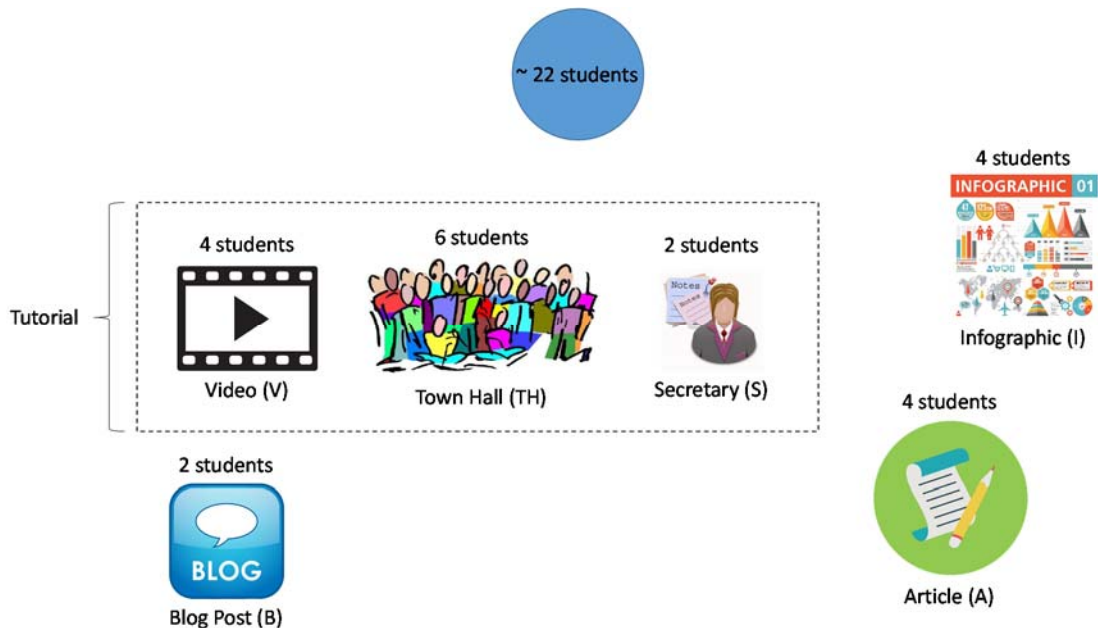 ~ 22 students
4 students
INFOGRAPHIC 01
Infographic (I)
Tutorial
4 students
Video (V)
6 students
Town Hall (TH)
2 students
Notes
Notes
Secretary (S)
4 students
Article (A)
2 students
BLOG
Blog Post (B)